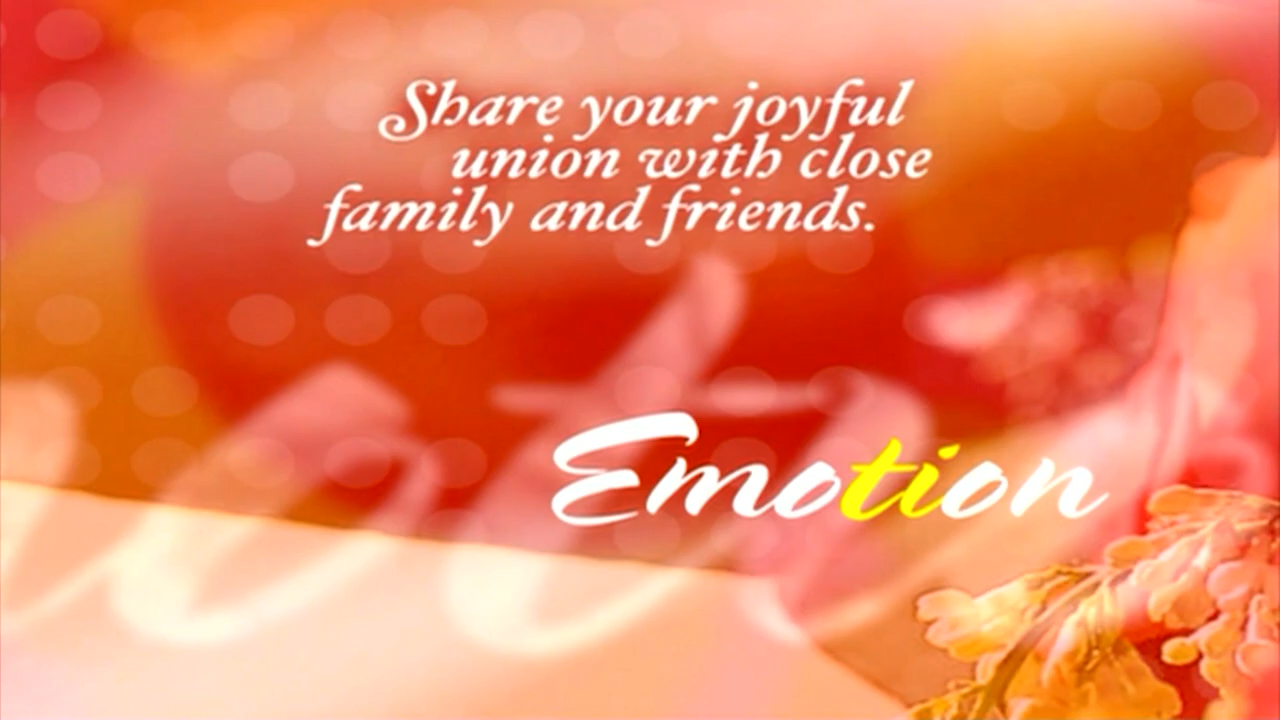 Share your joyful
union with close
family and friends.
Emotion